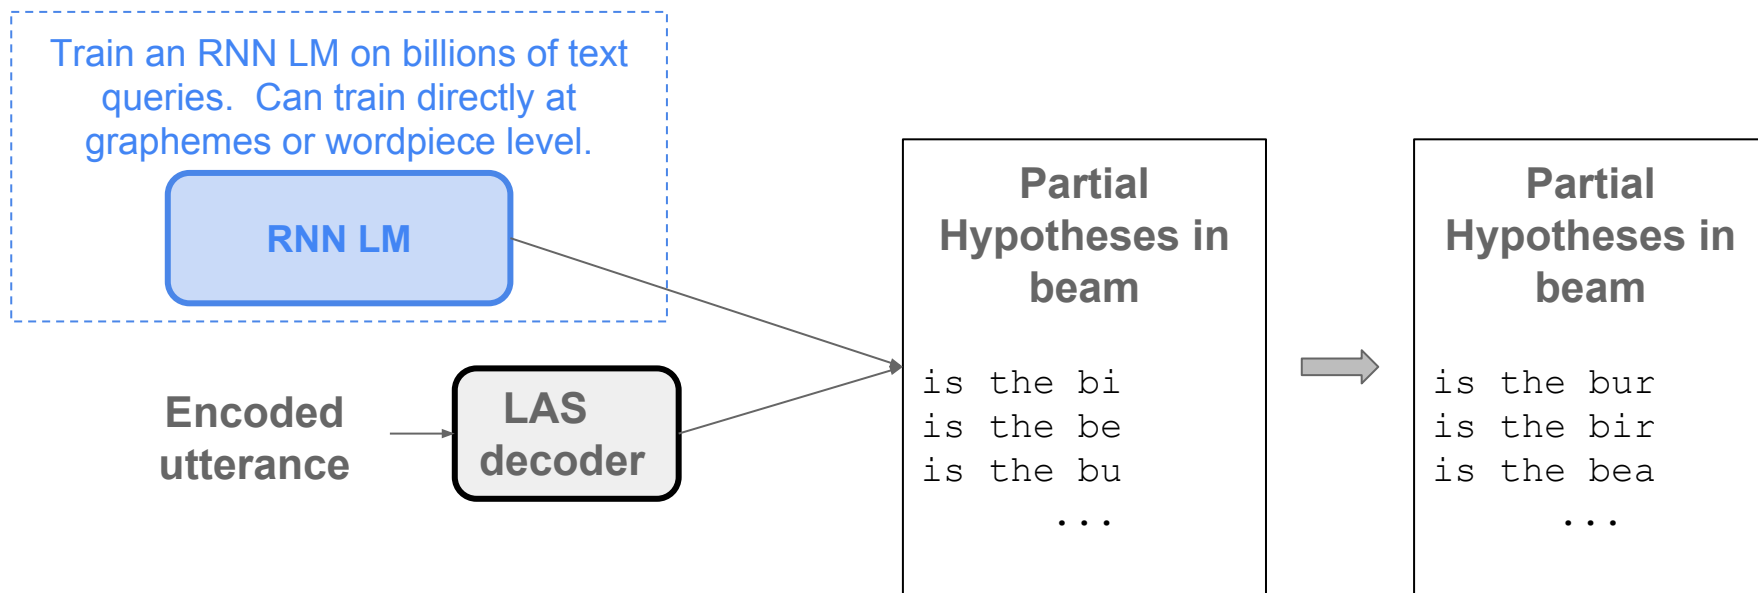 Train an RNN LM on billions of text
queries.  Can train directly at
graphemes or wordpiece level.
RNN LM
Encoded
utterance
LAS
decoder
Partial
Hypotheses in
beam
is the bi
is the be
is the bu
...
Partial
Hypotheses in
beam
is the bur
is the bir
is the bea
...